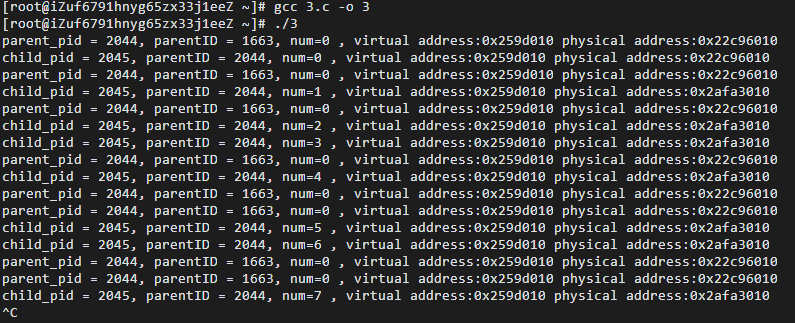 [root@iZuf6791hnyg65zx33j1eeZ ~]# gcc 3.c -o 3
[root@iZuf6791hnyg65zx33j1eeZ ~]# ./3
parent_pid = 2044, parentID = 1663, num=0 , virtual address:0x259d010 physical address:0x22c96010
child_pid = 2045, parentID = 2044, num=0 , virtual address:0x259d010 physical address:0x22c96010
parent_pid = 2044, parentID = 1663, num=0 , virtual address:0x259d010 physical address:0x22c96010
child_pid = 2045, parentID = 2044, num=1 , virtual address:0x259d010 physical address:0x2afa3010
parent_pid = 2044, parentID = 1663, num=0 , virtual address:0x259d010 physical address:0x22c96010
child_pid = 2045, parentID = 2044, num=2 , virtual address:0x259d010 physical address:0x2afa3010
child_pid = 2045, parentID = 2044, num=3 , virtual address:0x259d010 physical address:0x2afa3010
parent_pid = 2044, parentID = 1663, num=0 , virtual address:0x259d010 physical address:0x22c96010
child_pid = 2045, parentID = 2044, num=4 , virtual address:0x259d010 physical address:0x2afa3010
parent_pid = 2044, parentID = 1663, num=0 , virtual address:0x259d010 physical address:0x22c96010
parent_pid = 2044, parentID = 1663, num=0 , virtual address:0x259d010 physical address:0x22c96010
child_pid = 2045, parentID = 2044, num=5 , virtual address:0x259d010 physical address:0x2afa3010
child_pid = 2045, parentID = 2044, num=6 , virtual address:0x259d010 physical address:0x2afa3010
parent_pid = 2044, parentID = 1663, num=0 , virtual address:0x259d010 physical address:0x22c96010
parent_pid = 2044, parentID = 1663, num=0 , virtual address:0x259d010 physical address:0x22c96010
child_pid = 2045, parentID = 2044, num=7 , virtual address:0x259d010 physical address:0x2afa3010
^C